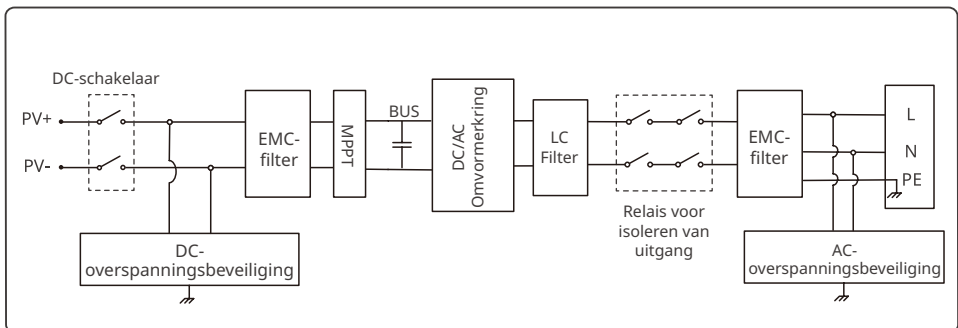 DC-schakelaar
PV+
PV-
EMC-
filter
MPPT
BUS
DC/AC
Omvormerkring
LC
Filter
Relais voor
isoleren van
uitgang
EMC-
filter
L
N
PE
DC-
overspanningsbeveiliging
AC-
overspanningsbeveiliging